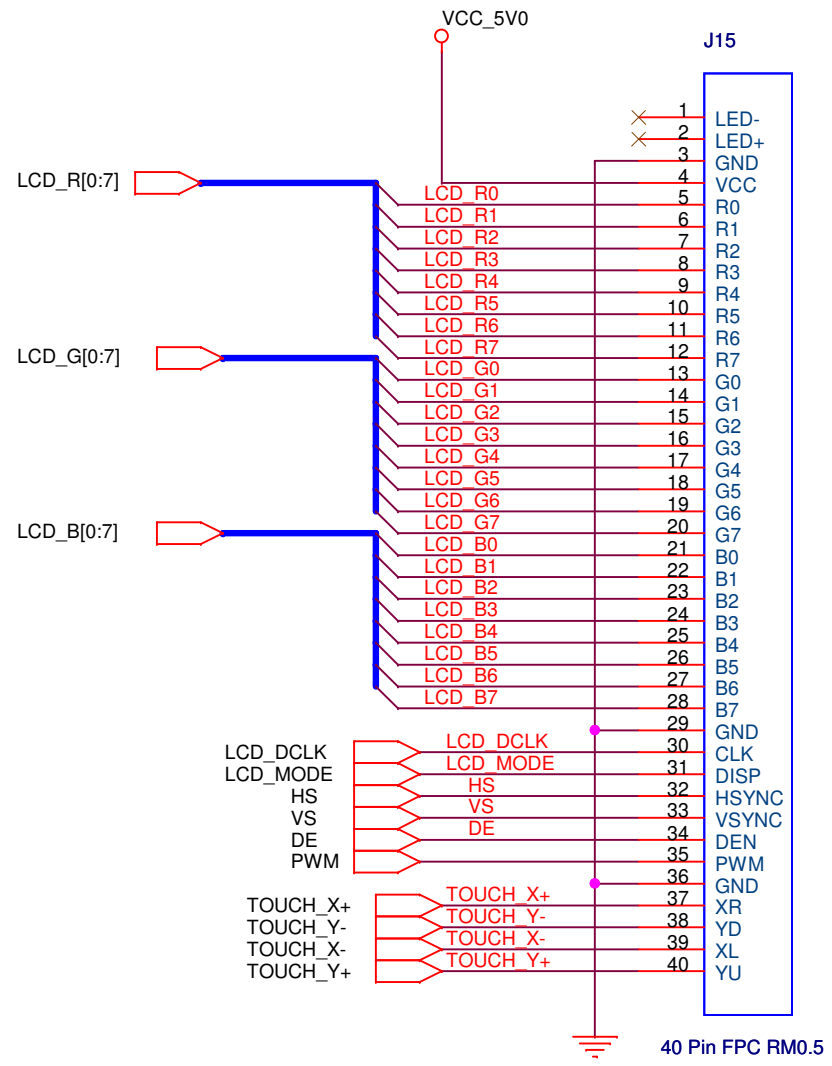 VCC_5V0
J15
1 LED-
2 LED+
3 GND
4 VCC
LCD_R[0:7]
LCD_R0 5 R0
LCD_R1 6 R1
LCD_R2 7 R2
LCD_R3 8 R3
LCD_R4 9 R4
LCD_R5 10 R5
LCD_R6 11 R6
LCD_R7 12 R7
LCD_G[0:7]
LCD_G0 13 G0
LCD_G1 14 G1
LCD_G2 15 G2
LCD_G3 16 G3
LCD_G4 17 G4
LCD_G5 18 G5
LCD_G6 19 G6
LCD_G7 20 G7
LCD_B[0:7]
LCD_B0 21 B0
LCD_B1 22 B1
LCD_B2 23 B2
LCD_B3 24 B3
LCD_B4 25 B4
LCD_B5 26 B5
LCD_B6 27 B6
LCD_B7 28 B7
29 GND
LCD_DCLK LCD_DCLK 30 CLK
LCD_MODE LCD_MODE 31 DISP
HS HS 32 HSYNC
VS VS 33 VSYNC
DE DE 34 DEN
PWM 35 PWM
36 GND
TOUCH_X+ TOUCH_X+ 37 XR
TOUCH_Y- TOUCH_Y- 38 YD
TOUCH_X- TOUCH_X- 39 XL
TOUCH_Y+ TOUCH_Y+ 40 YU
40 Pin FPC RM0.5